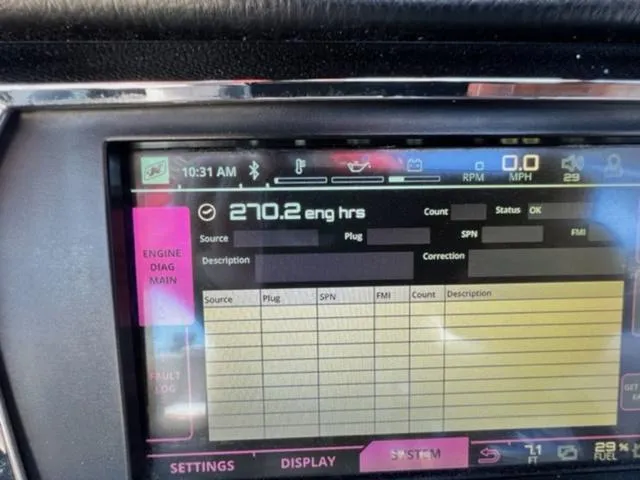 10:31 AM RPM 0.0 MPH 29
270.2 eng hrs Count Status OK
Source Plug SPN FMI
Description Correction
ENGINE
DIAG
MAIN
Source Plug SPN FMI Count Description
FAULT
LOG
GET
SETTINGS DISPLAY SYSTEM 7.1 FT 29% FUEL